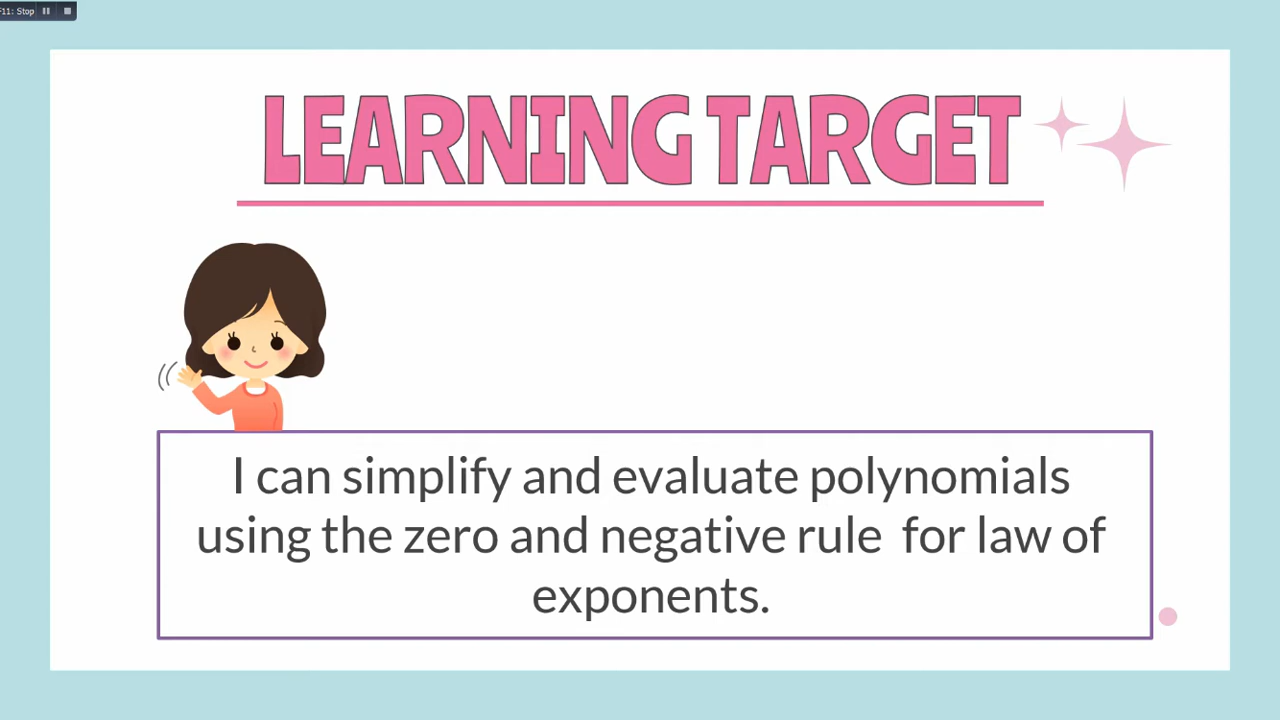 F11: Stop
LEARNING TARGET
I can simplify and evaluate polynomials
using the zero and negative rule  for law of
exponents.